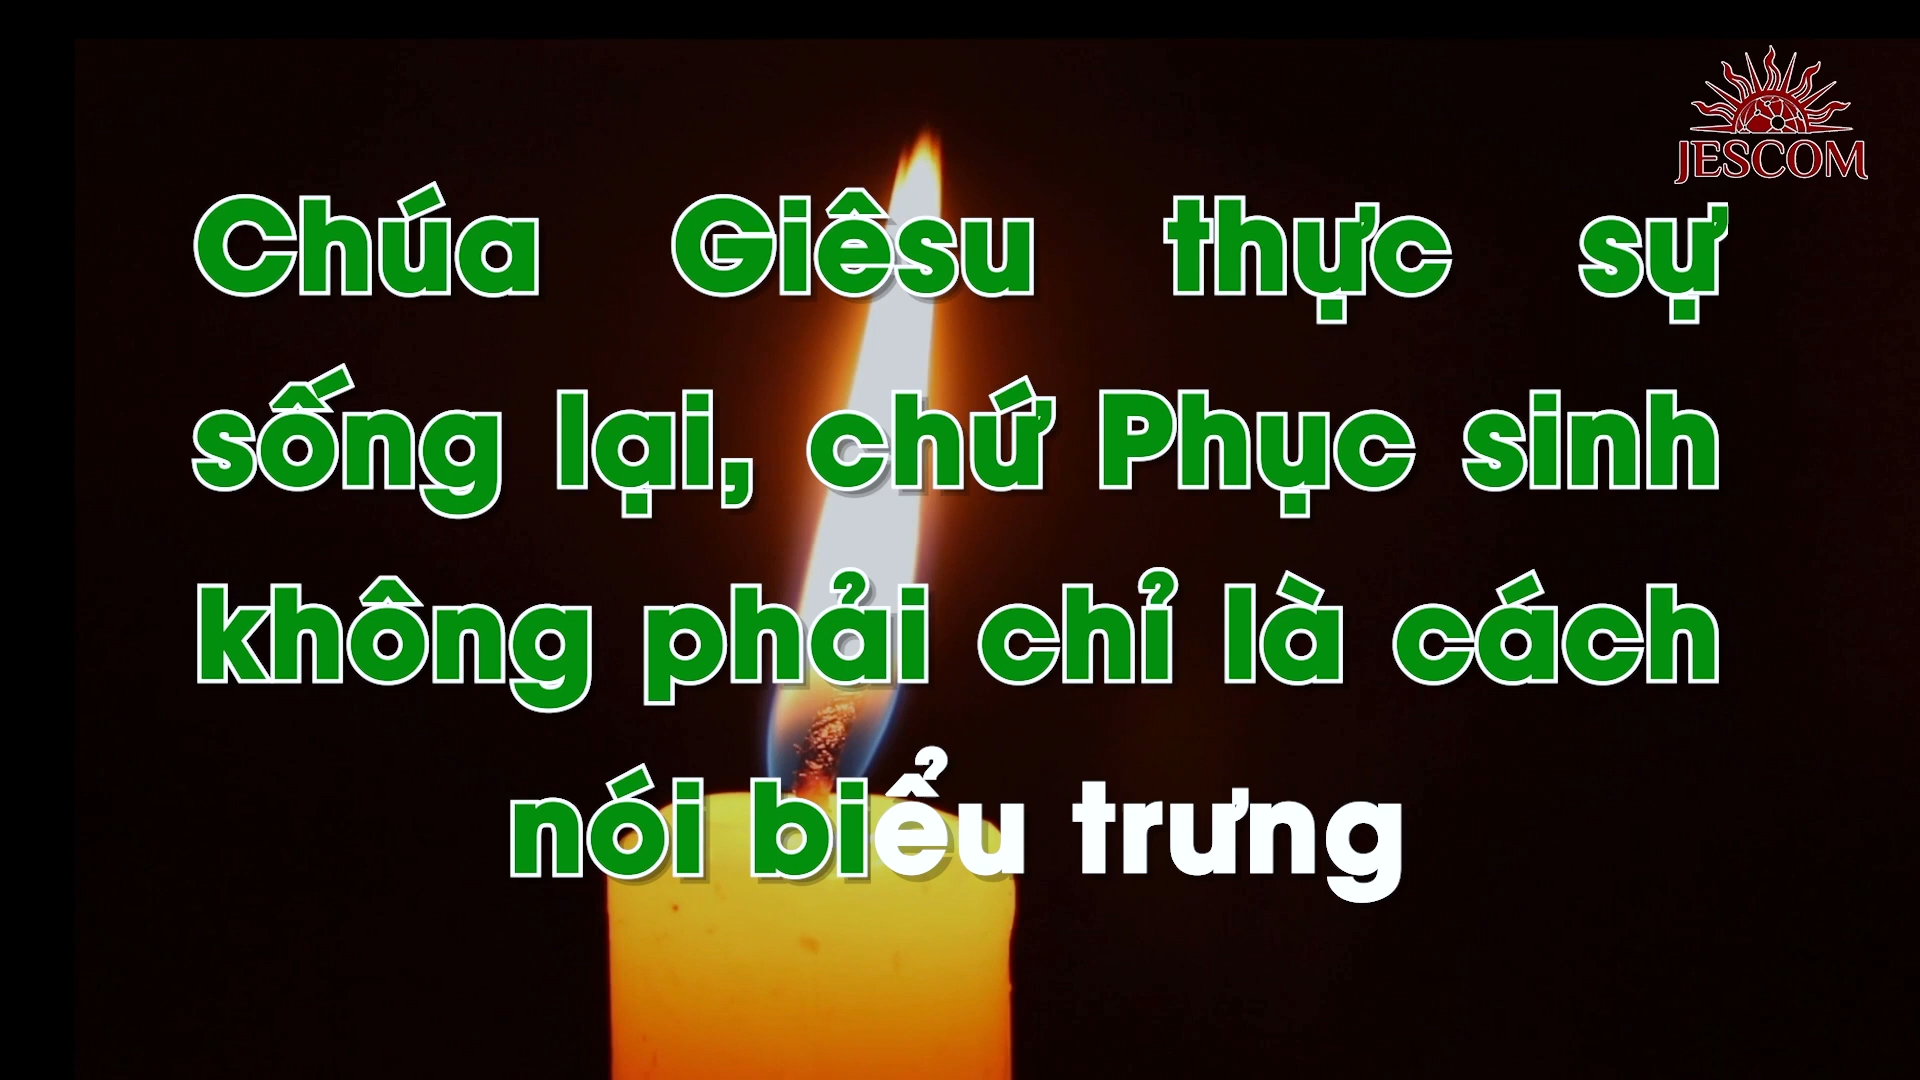 JESCOM
Chúa Giêsu thực sự
sống lại, chứ Phục sinh
không phải chỉ là cách
nói biểu trưng